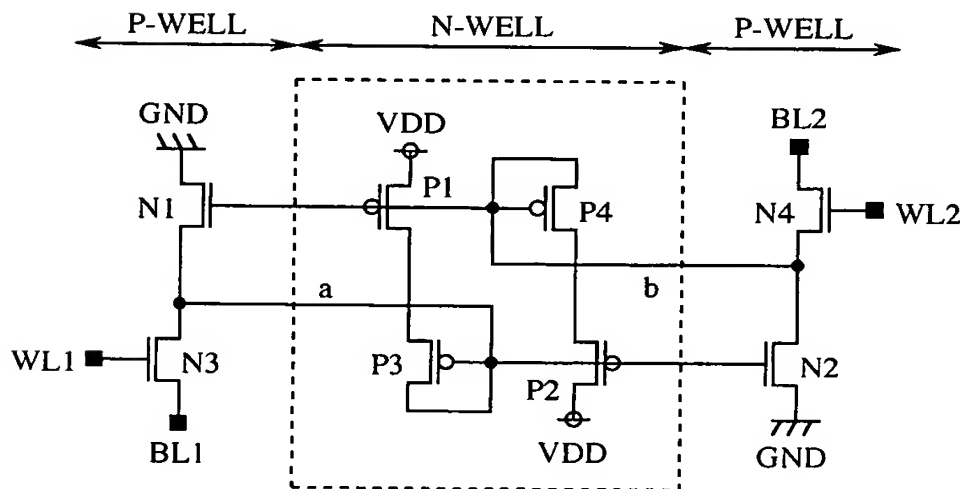 P-WELL N-WELL P-WELL
GND VDD BL2
P1
N1 P4 N4 WL2
a b
WL1 N3 P3 P2 N2
BL1 VDD GND